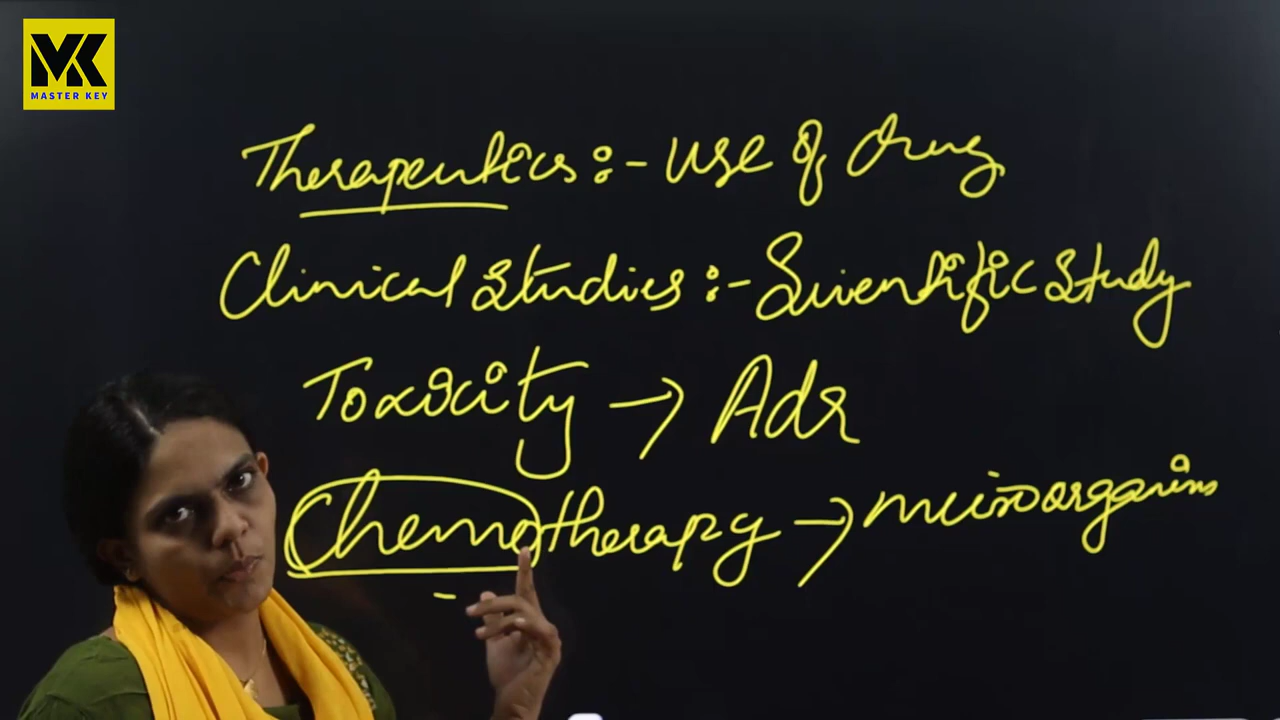 MK
MASTER KEY
Therapeutics :- use of drug
Clinical Studies :- Scientific Study
Toxicity → Adr
Chemotherapy → microorganism